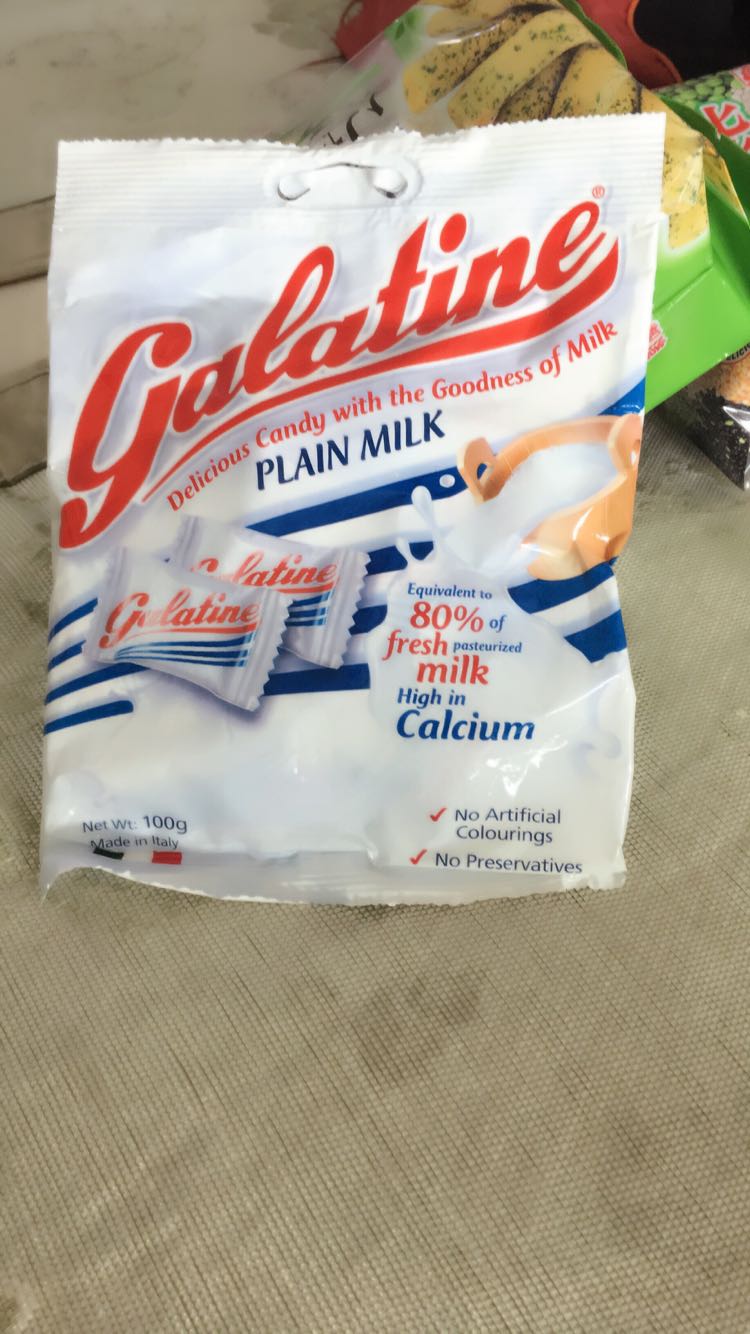 Galatine®
Delicious Candy with the Goodness of Milk
PLAIN MILK
Galatine
Galatine
Equivalent to
80% of
fresh pasteurized
milk
High in
Calcium
✓ No Artificial
Colourings
✓ No Preservatives
Net Wt: 100g
Made in Italy